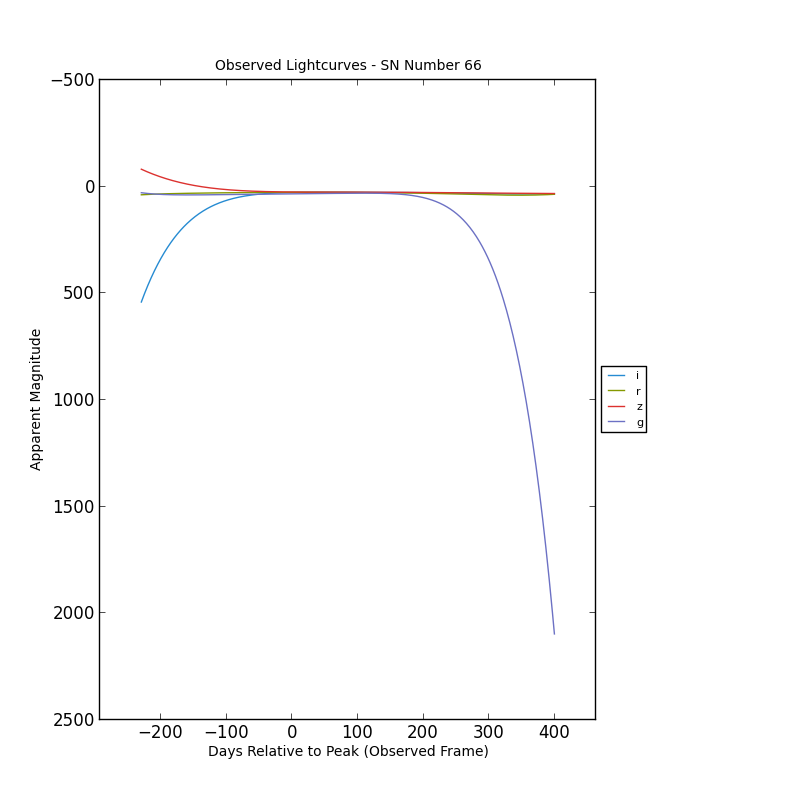 Observed Lightcurves - SN Number 66
−500
0
500
1000
1500
2000
2500
Apparent Magnitude
−200 −100 0 100 200 300 400
Days Relative to Peak (Observed Frame)
i
r
z
g